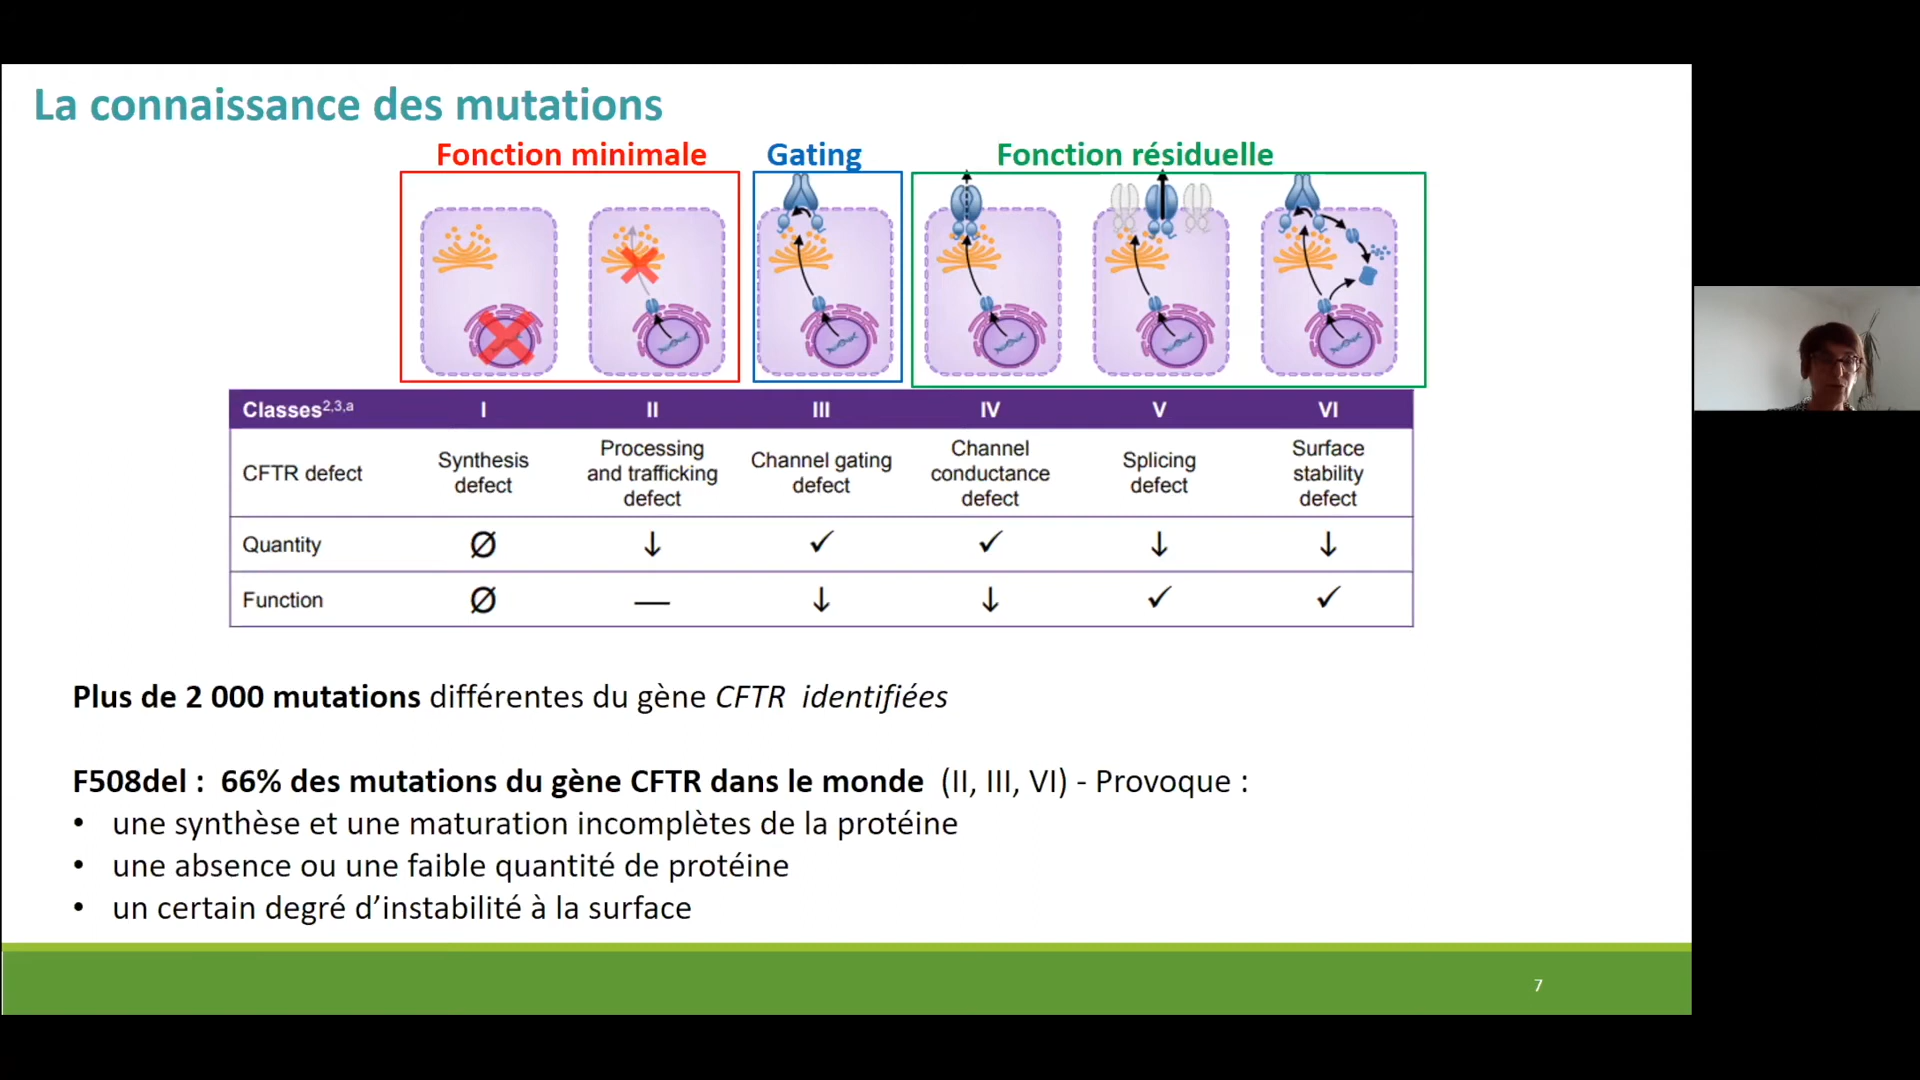 La connaissance des mutations
Fonction minimale Gating Fonction résiduelle
Classes2,3,a I II III IV V VI
CFTR defect Synthesis defect Processing and trafficking defect Channel gating defect Channel conductance defect Splicing defect Surface stability defect
Quantity Ø ↓ ✓ ✓ ↓ ↓
Function Ø — ↓ ↓ ✓ ✓
Plus de 2 000 mutations différentes du gène CFTR identifiées
F508del : 66% des mutations du gène CFTR dans le monde (II, III, VI) - Provoque :
• une synthèse et une maturation incomplètes de la protéine
• une absence ou une faible quantité de protéine
• un certain degré d’instabilité à la surface
7